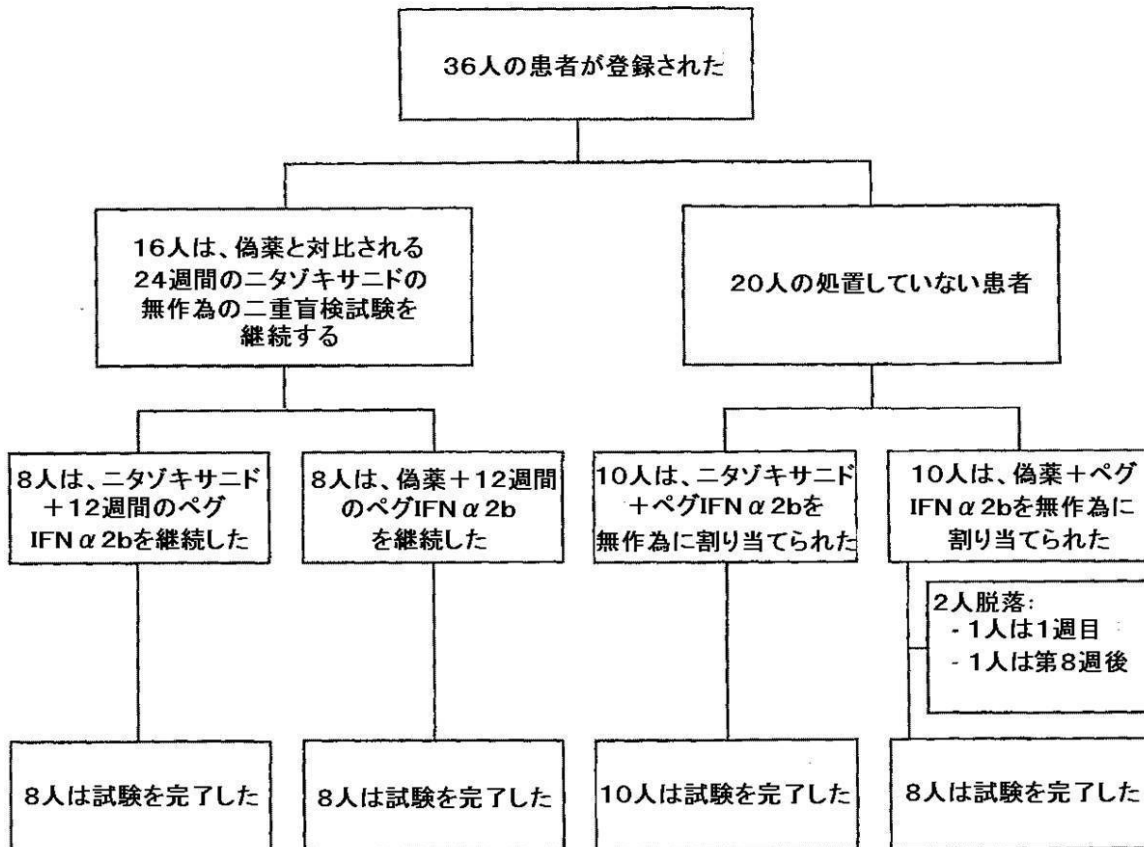 36人の患者が登録された
16人は、偽薬と対比される
24週間のニタゾキサニドの
無作為の二重盲検試験を
継続する
20人の処置していない患者
8人は、ニタゾキサニド
+12週間のペグ
IFNα2bを継続した
8人は、偽薬+12週間
のペグIFNα2b
を継続した
10人は、ニタゾキサニド
+ペグIFNα2bを
無作為に割り当てられた
10人は、偽薬+ペグ
IFNα2bを無作為に
割り当てられた
2人脱落:
- 1人は1週目
- 1人は第8週後
8人は試験を完了した
8人は試験を完了した
10人は試験を完了した
8人は試験を完了した